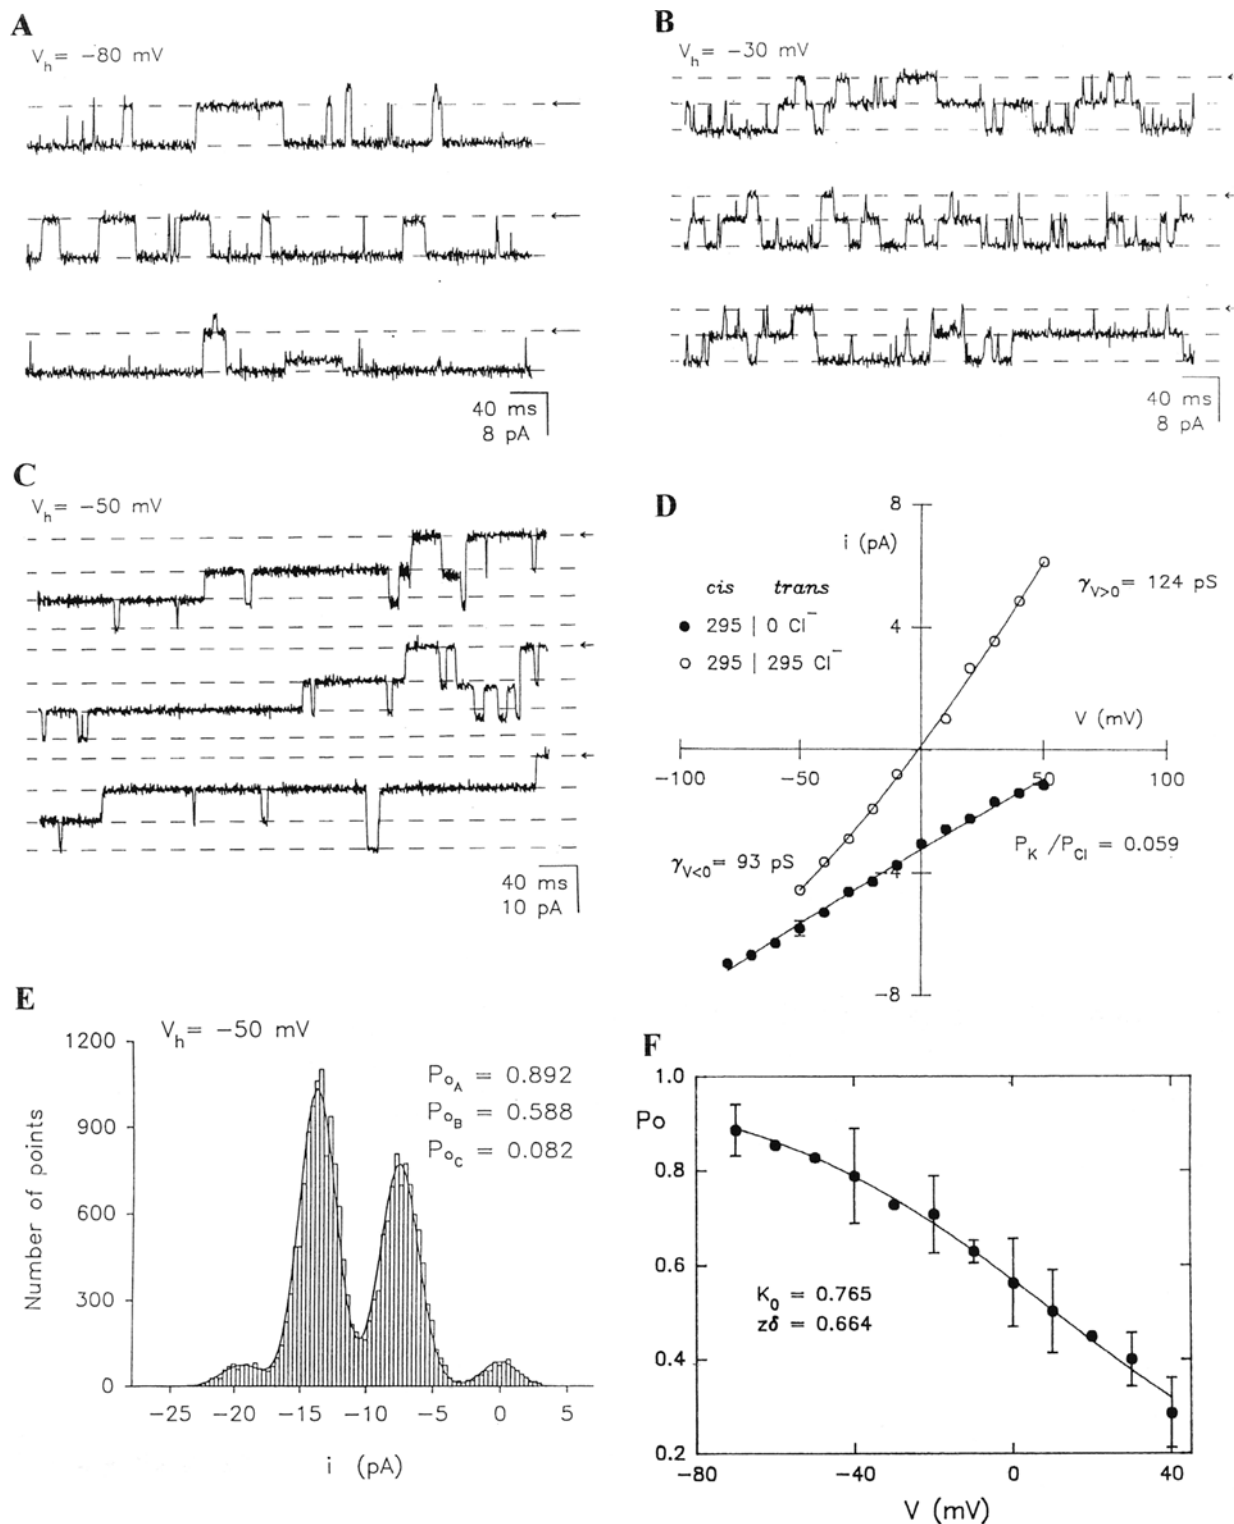 A
V_h= −80 mV
40 ms
8 pA
B
V_h= −30 mV
40 ms
8 pA
C
V_h= −50 mV
40 ms
10 pA
D
8
i (pA)
4
cis trans
● 295 | 0 Cl⁻
○ 295 | 295 Cl⁻
γ_V>0= 124 pS
V (mV)
−100 −50 50 100
P_K /P_Cl = 0.059
γ_V<0= 93 pS
−4
−8
E
V_h= −50 mV
Po_A = 0.892
Po_B = 0.588
Po_C = 0.082
Number of points
1200
900
600
300
0
−25 −20 −15 −10 −5 0 5
i (pA)
F
Po
1.0
0.8
0.6
0.4
0.2
K_0 = 0.765
zδ = 0.664
−80 −40 0 40
V (mV)